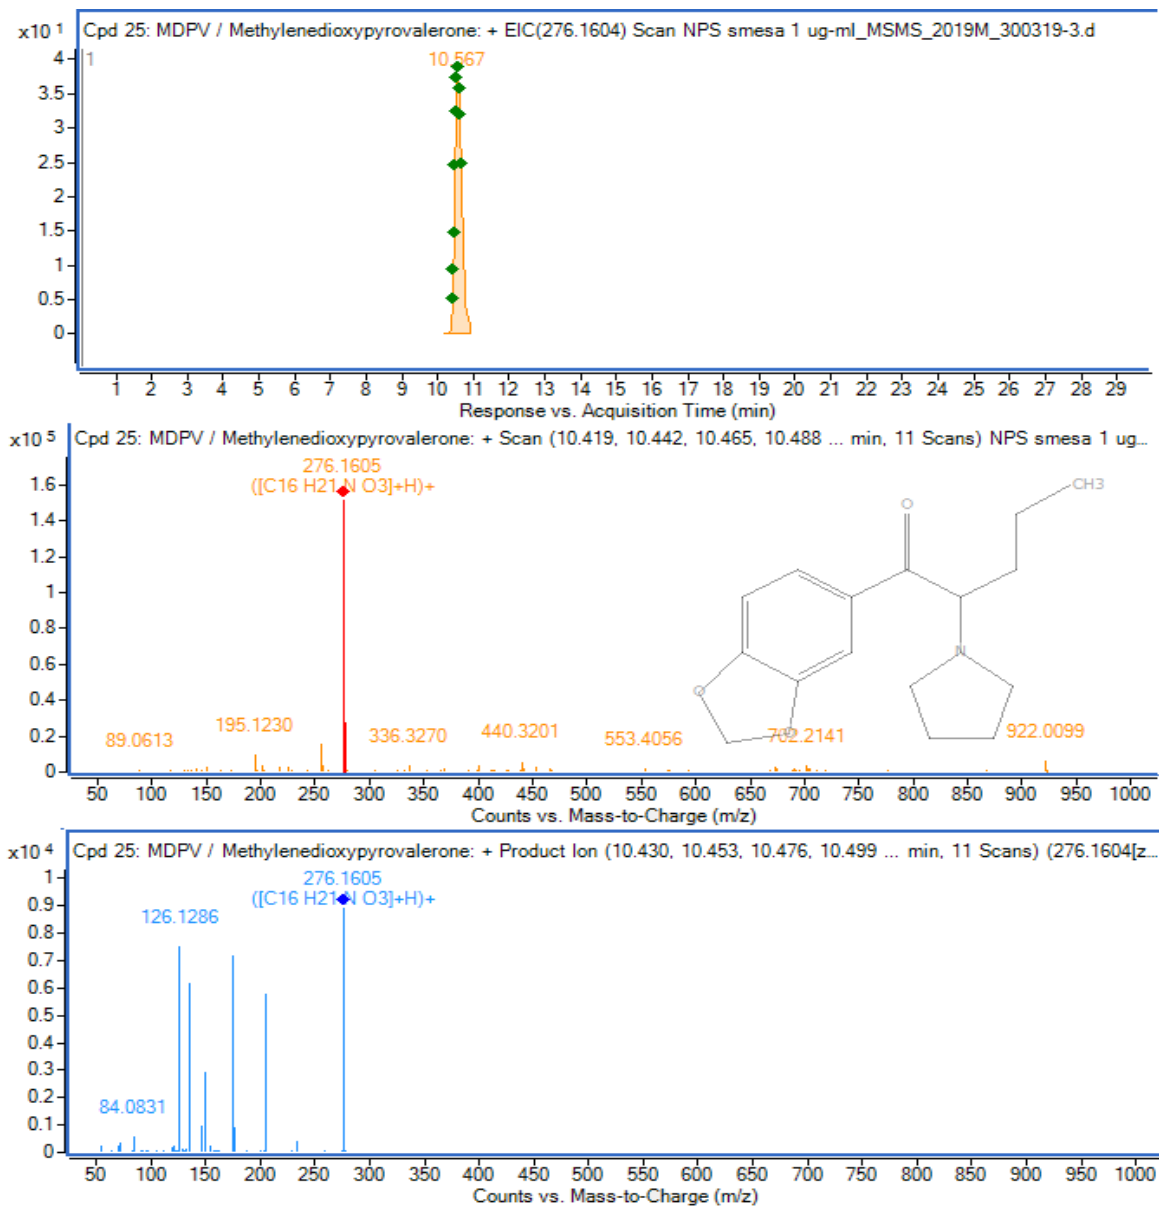 x10 1
Cpd 25: MDPV / Methylenedioxypyrovalerone: + EIC(276.1604) Scan NPS smesa 1 ug-ml_MSMS_2019M_300319-3.d
1
10.567
4
3.5
3
2.5
2
1.5
1
0.5
0
1 2 3 4 5 6 7 8 9 10 11 12 13 14 15 16 17 18 19 20 21 22 23 24 25 26 27 28 29
Response vs. Acquisition Time (min)
x10 5
Cpd 25: MDPV / Methylenedioxypyrovalerone: + Scan (10.419, 10.442, 10.465, 10.488 ... min, 11 Scans) NPS smesa 1 ug...
276.1605
([C16 H21 N O3]+H)+
1.6
1.4
1.2
1
0.8
0.6
0.4
0.2
0
O
CH3
N
O
O
89.0613
195.1230
336.3270
440.3201
553.4056
702.2141
922.0099
50 100 150 200 250 300 350 400 450 500 550 600 650 700 750 800 850 900 950 1000
Counts vs. Mass-to-Charge (m/z)
x10 4
Cpd 25: MDPV / Methylenedioxypyrovalerone: + Product Ion (10.430, 10.453, 10.476, 10.499 ... min, 11 Scans) (276.1604[z...
276.1605
([C16 H21 N O3]+H)+
126.1286
84.0831
1
0.9
0.8
0.7
0.6
0.5
0.4
0.3
0.2
0.1
0
50 100 150 200 250 300 350 400 450 500 550 600 650 700 750 800 850 900 950 1000
Counts vs. Mass-to-Charge (m/z)